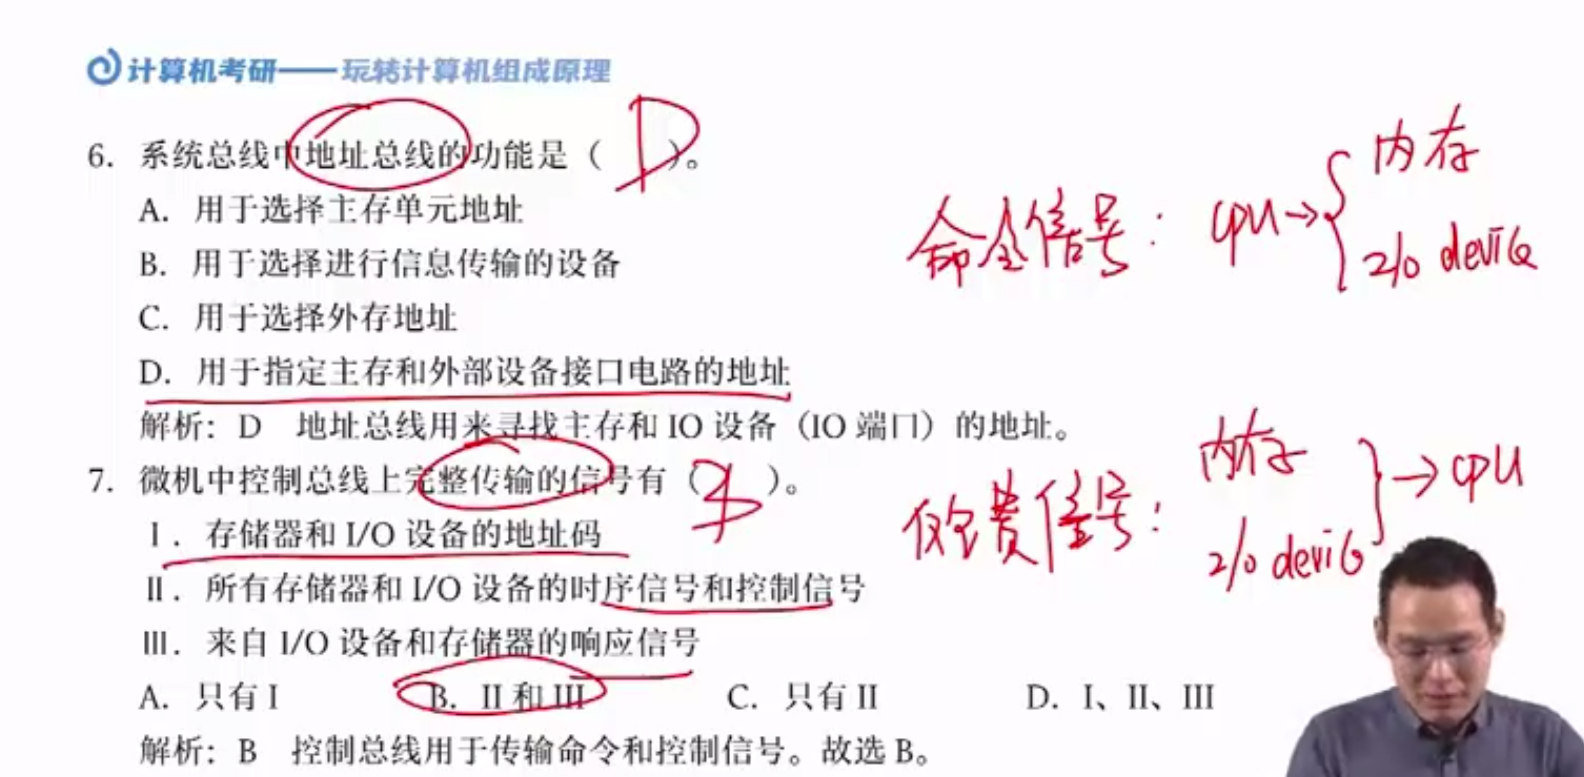 计算机考研——玩转计算机组成原理
6. 系统总线中地址总线的功能是（ D ）。
A. 用于选择主存单元地址
B. 用于选择进行信息传输的设备
C. 用于选择外存地址
D. 用于指定主存和外部设备接口电路的地址
解析：D 地址总线用来寻找主存和 IO 设备（IO 端口）的地址。
7. 微机中控制总线上完整传输的信号有（ B ）。
I. 存储器和 I/O 设备的地址码
II. 所有存储器和 I/O 设备的时序信号和控制信号
III. 来自 I/O 设备和存储器的响应信号
A. 只有 I B. II 和 III C. 只有 II D. I、II、III
解析：B 控制总线用于传输命令和控制信号。故选 B。
命令信号： CPU→
内存
I/O device
信号：
内存
I/O device
→CPU